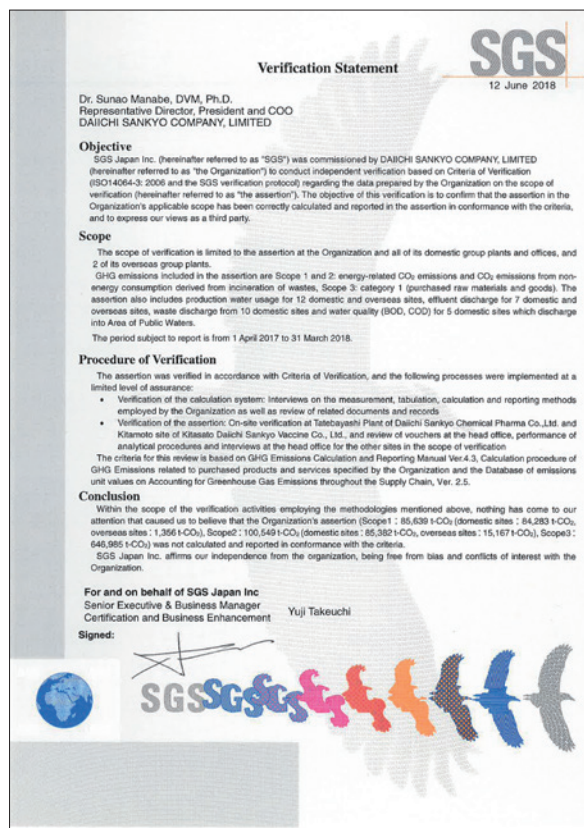 SGS
Verification Statement
12 June 2018
Dr. Sunao Manabe, DVM, Ph.D.
Representative Director, President and COO
DAIICHI SANKYO COMPANY, LIMITED
Objective
SGS Japan Inc. (hereinafter referred to as "SGS") was commissioned by DAIICHI SANKYO COMPANY, LIMITED
(hereinafter referred to as "the Organization") to conduct independent verification based on Criteria of Verification
(ISO14064-3: 2006 and the SGS verification protocol) regarding the data prepared by the Organization on the scope of
verification (hereinafter referred to as "the assertion"). The objective of this verification is to confirm that the assertion in the
Organization's applicable scope has been correctly calculated and reported in the assertion in conformance with the criteria,
and to express our views as a third party.
Scope
The scope of verification is limited to the assertion at the Organization and all of its domestic group plants and offices, and
2 of its overseas group plants.
GHG emissions included in the assertion are Scope 1 and 2: energy-related CO₂ emissions and CO₂ emissions from non-
energy consumption derived from incineration of wastes, Scope 3: category 1 (purchased raw materials and goods). The
assertion also includes production water usage for 12 domestic and overseas sites, effluent discharge for 7 domestic and
overseas sites, waste discharge from 10 domestic sites and water quality (BOD, COD) for 5 domestic sites which discharge
into Area of Public Waters.
The period subject to report is from 1 April 2017 to 31 March 2018.
Procedure of Verification
The assertion was verified in accordance with Criteria of Verification, and the following processes were implemented at a
limited level of assurance:
• Verification of the calculation system: Interviews on the measurement, tabulation, calculation and reporting methods
employed by the Organization as well as review of related documents and records
• Verification of the assertion: On-site verification at Tatebayashi Plant of Daiichi Sankyo Chemical Pharma Co.,Ltd. and
Kitamoto site of Kitasato Daiichi Sankyo Vaccine Co., Ltd., and review of vouchers at the head office, performance of
analytical procedures and interviews at the head office for the other sites in the scope of verification
The criteria for this review is based on GHG Emissions Calculation and Reporting Manual Ver.4.3, Calculation procedure of
GHG Emissions related to purchased products and services specified by the Organization and the Database of emissions
unit values on Accounting for Greenhouse Gas Emissions throughout the Supply Chain, Ver. 2.5.
Conclusion
Within the scope of the verification activities employing the methodologies mentioned above, nothing has come to our
attention that caused us to believe that the Organization's assertion (Scope1 : 85,639 t-CO₂ (domestic sites : 84,283 t-CO₂,
overseas sites : 1,356 t-CO₂), Scope2 : 100,549 t-CO₂ (domestic sites : 85,382 t-CO₂, overseas sites : 15,167 t-CO₂), Scope3 :
646,985 t-CO₂) was not calculated and reported in conformance with the criteria.
SGS Japan Inc. affirms our independence from the organization, being free from bias and conflicts of interest with the
Organization.
For and on behalf of SGS Japan Inc
Senior Executive & Business Manager
Certification and Business Enhancement
Yuji Takeuchi
Signed:
SGS SGS SGS